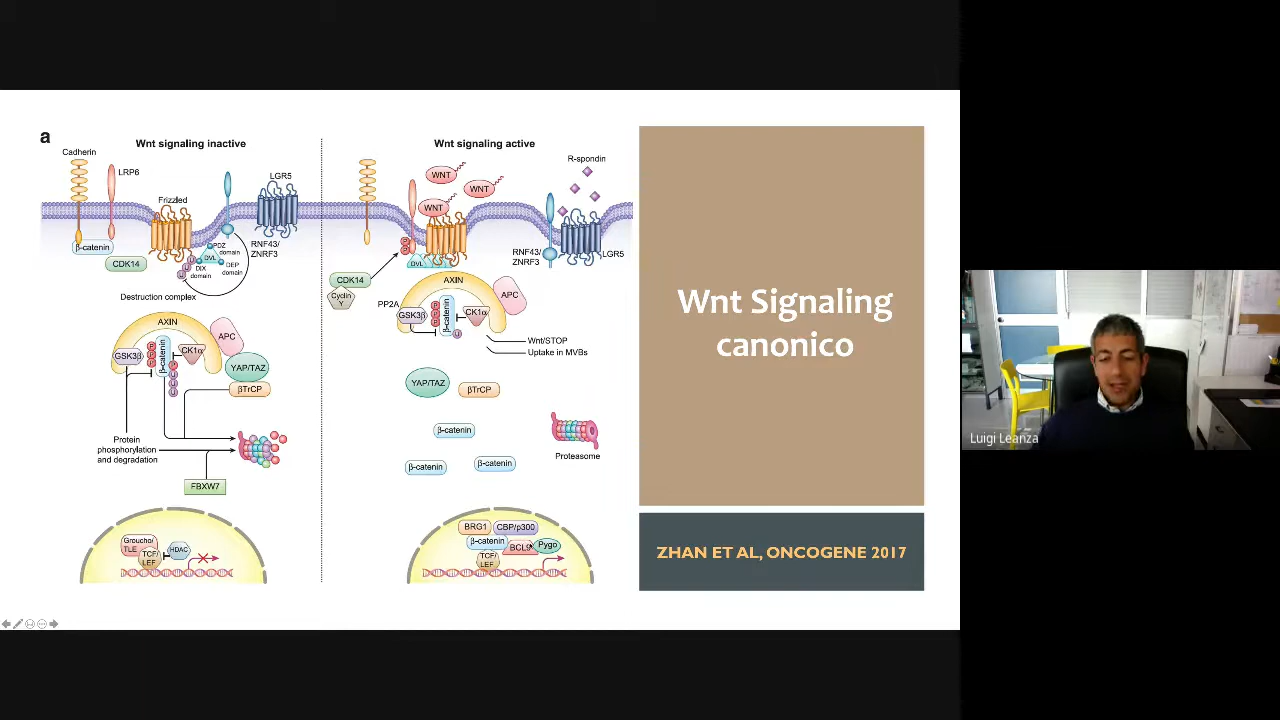 a
Wnt signaling inactive
Cadherin
LRP6
Frizzled
LGR5
β-catenin
CDK14
PDZ
domain
DVL
DIX
domain
DEP
domain
RNF43/
ZNRF3
U
U
U
Destruction complex
AXIN
APC
GSK3β
P
P
P
β-catenin
CK1α
P
U
U
U
YAP/TAZ
βTrCP
Protein
phosphorylation
and degradation
FBXW7
Groucho/
TLE
TCF/
LEF
HDAC
Wnt signaling active
WNT
WNT
WNT
R-spondin
RNF43/
ZNRF3
LGR5
P
P
DVL
CDK14
Cyclin
Y
AXIN
APC
PP2A
GSK3β
P
P
P
β-catenin
CK1α
U
Wnt/STOP
Uptake in MVBs
YAP/TAZ
βTrCP
β-catenin
β-catenin
β-catenin
Proteasome
BRG1
CBP/p300
β-catenin
BCL9
Pygo
TCF/
LEF
Wnt Signaling
canonico
ZHAN ET AL, ONCOGENE 2017
Luigi Leanza